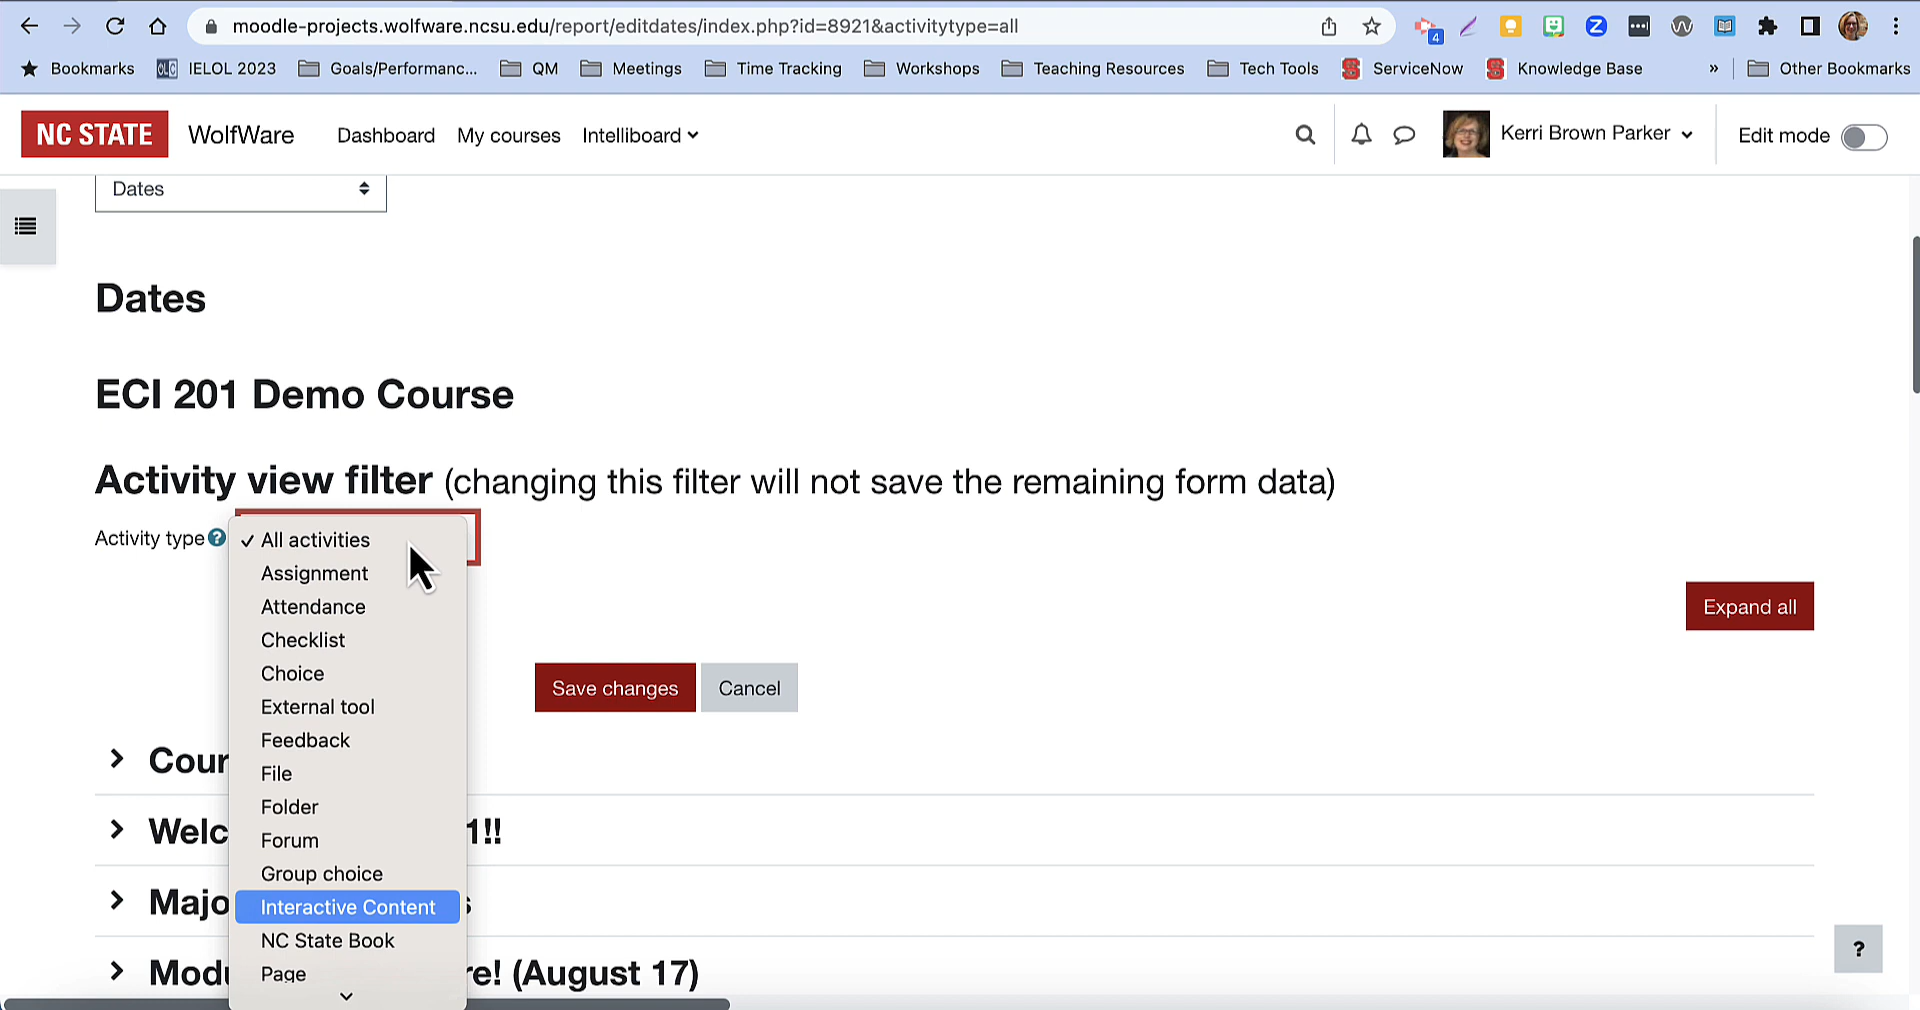 moodle-projects.wolfware.ncsu.edu/report/editdates/index.php?id=8921&activitytype=all
4
Bookmarks OLC IELOL 2023 Goals/Performanc... QM Meetings Time Tracking Workshops Teaching Resources Tech Tools ServiceNow Knowledge Base » Other Bookmarks
NC STATE WolfWare Dashboard My courses Intelliboard Kerri Brown Parker Edit mode
Dates
Dates
ECI 201 Demo Course
Activity view filter (changing this filter will not save the remaining form data)
Activity type ? ✓ All activities
Assignment
Attendance
Checklist
Choice
External tool
Feedback
File
Folder
Forum
Group choice
Interactive Content
NC State Book
Page
Expand all
Save changes Cancel
Cour
Welc 1!!
Majo s
Modu re! (August 17)
?